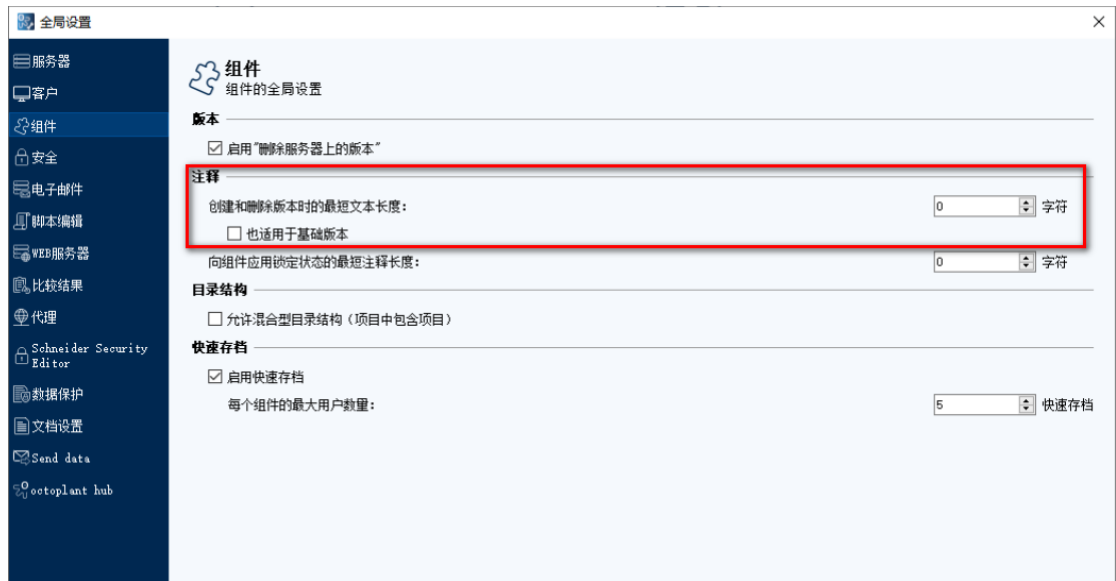 全局设置
服务器
客户
组件
安全
电子邮件
脚本编辑
WEB服务器
比较结果
代理
Schneider Security
Editor
数据保护
文档设置
Send data
octoplant hub
组件
组件的全局设置
版本
启用"删除服务器上的版本"
注释
创建和删除版本时的最短文本长度:
0 字符
也适用于基础版本
向组件应用锁定状态的最短注释长度:
0 字符
目录结构
允许混合型目录结构（项目中包含项目）
快速存档
启用快速存档
每个组件的最大用户数量:
5 快速存档